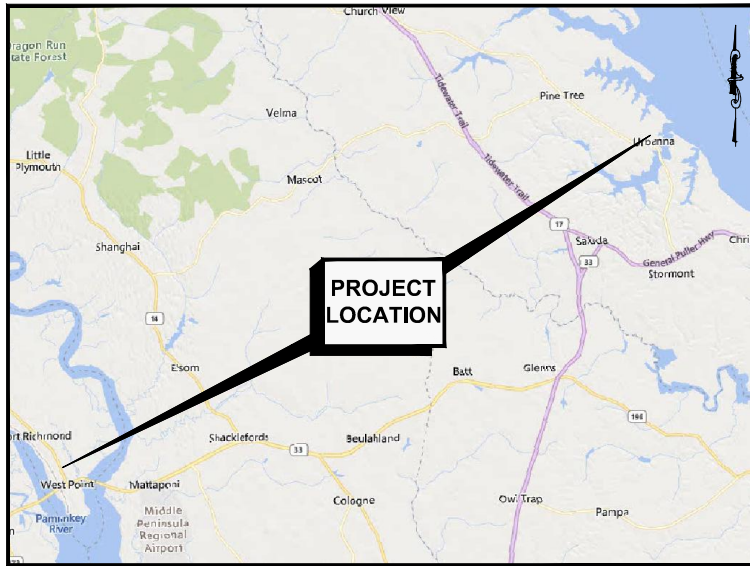 Church View
Dragon Run
State Forest
Tidewater
Trail
Pine Tree
Velma
Urbanna
Little
Plymouth
Tidewater
Trail
Mascot
17
Saluda
Chri
Shanghai
33
General Puller Hwy
Stormont
PROJECT
LOCATION
14
Elsom
Batt
Glenns
198
ort Richmond
Shacklefords
33
Beulahland
West Point
Mattaponi
Cologne
Owl Trap
Pampa
Pamunkey
River
Middle
Peninsula
Regional
Airport